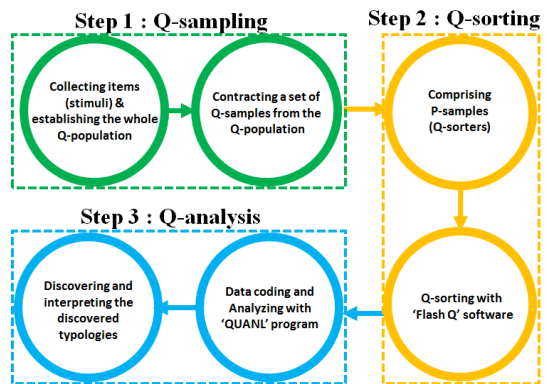 Step 1 : Q-sampling
Collecting items
(stimuli) &
establishing the whole
Q-population
Contracting a set of
Q-samples from the
Q-population
Step 2 : Q-sorting
Comprising
P-samples
(Q-sorters)
Q-sorting with
‘Flash Q’ software
Step 3 : Q-analysis
Data coding and
Analyzing with
‘QUANL’ program
Discovering and
interpreting the
discovered
typologies